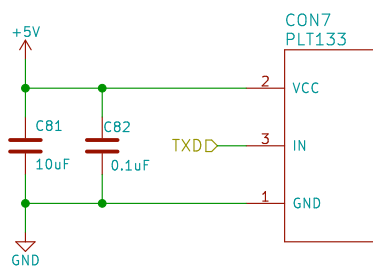 CON7
PLT133
+5V
2
VCC
C81
C82
10uF
0.1uF
TXD
3
IN
1
GND
GND